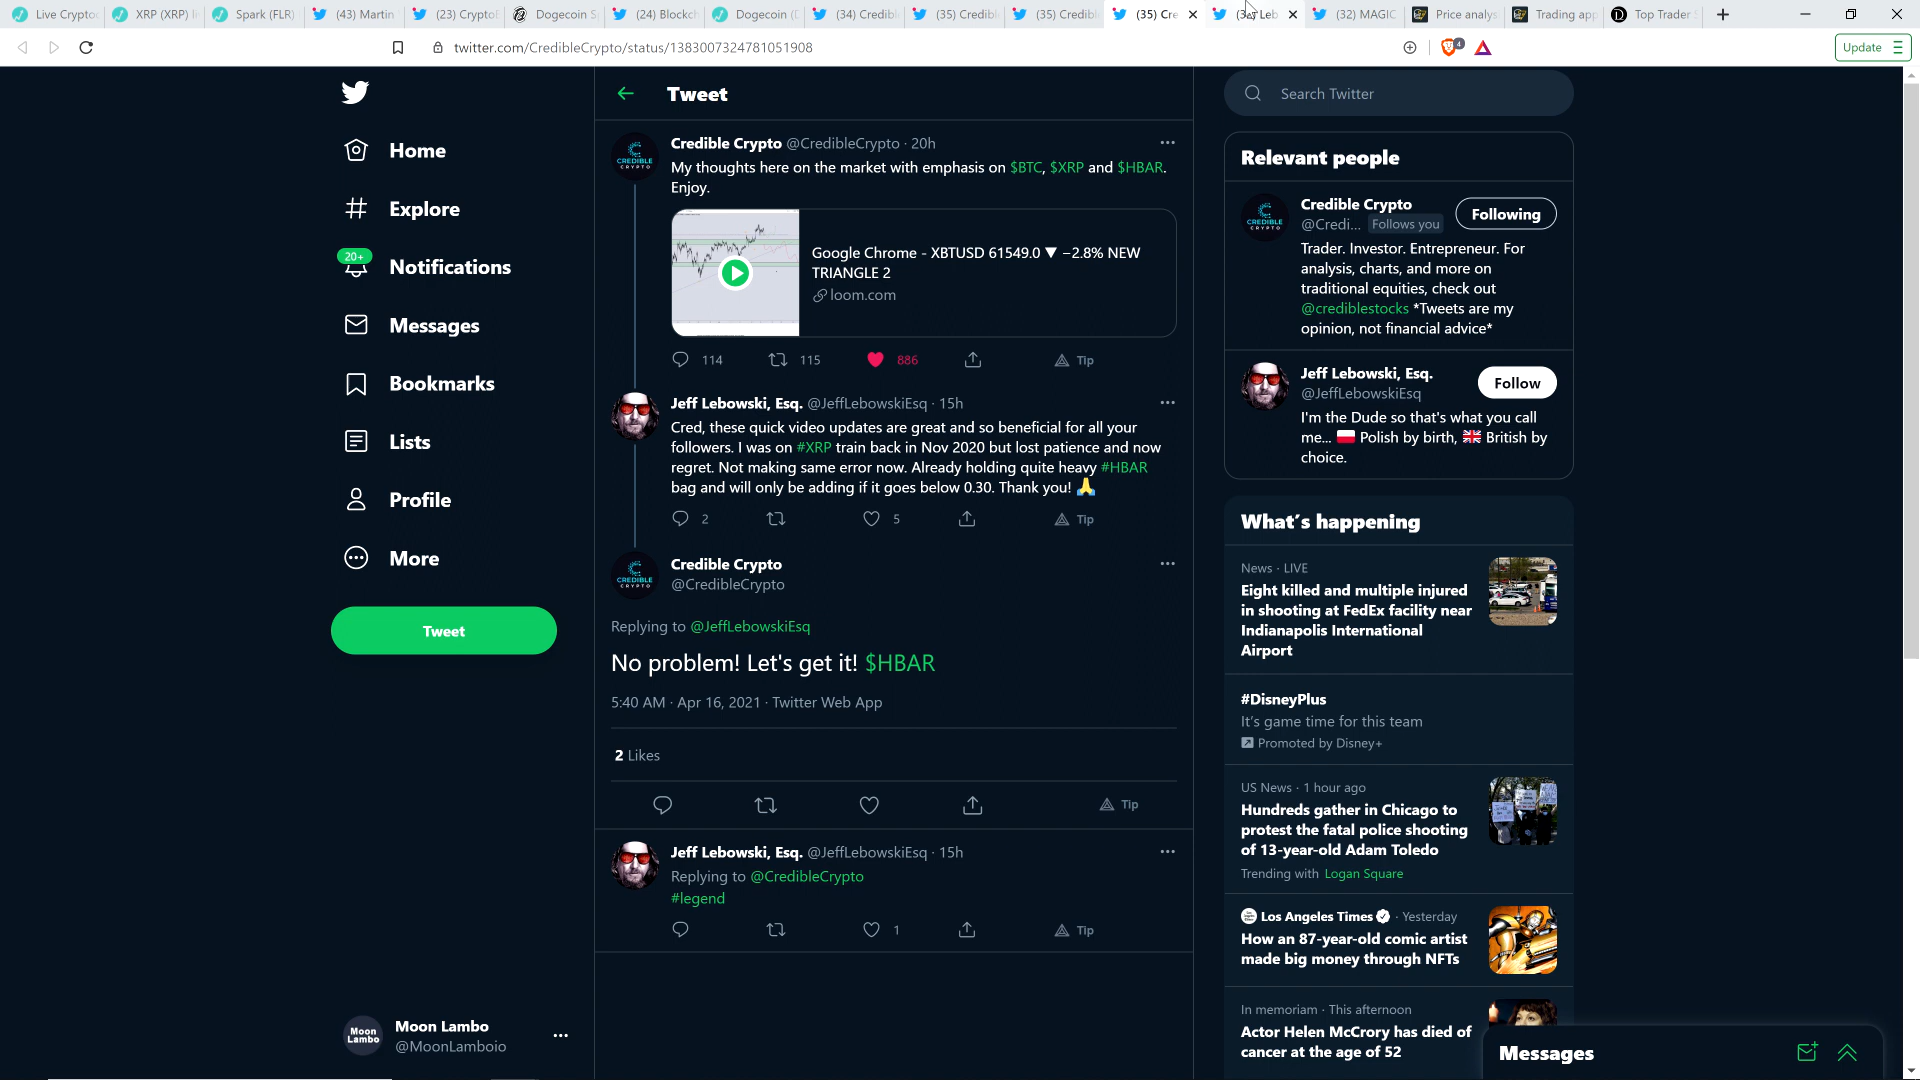 Live Crypto
XRP (XRP) li
Spark (FLR)
(43) Martin
(23) Crypto
Dogecoin S
(24) Blockch
Dogecoin (D
(34) Credibl
(35) Credibl
(35) Credibl
(35) Cre
Leb
(32) MAGIC
Price analys
Trading app
Top Trader S
twitter.com/CredibleCrypto/status/1383007324781051908
4
Update
Home
Explore
20+
Notifications
Messages
Bookmarks
Lists
Profile
More
Tweet
Moon Lambo
Moon Lambo
@MoonLamboio
Tweet
CREDIBLE CRYPTO
Credible Crypto @CredibleCrypto · 20h
My thoughts here on the market with emphasis on $BTC, $XRP and $HBAR.
Enjoy.
Google Chrome - XBTUSD 61549.0 ▼ −2.8% NEW
TRIANGLE 2
loom.com
114 115 886 Tip
Jeff Lebowski, Esq. @JeffLebowskiEsq · 15h
Cred, these quick video updates are great and so beneficial for all your
followers. I was on #XRP train back in Nov 2020 but lost patience and now
regret. Not making same error now. Already holding quite heavy #HBAR
bag and will only be adding if it goes below 0.30. Thank you! 🙏
2 5 Tip
CREDIBLE CRYPTO
Credible Crypto
@CredibleCrypto
Replying to @JeffLebowskiEsq
No problem! Let's get it! $HBAR
5:40 AM · Apr 16, 2021 · Twitter Web App
2 Likes
Tip
Jeff Lebowski, Esq. @JeffLebowskiEsq · 15h
Replying to @CredibleCrypto
#legend
1 Tip
Search Twitter
Relevant people
CREDIBLE CRYPTO
Credible Crypto
@Credi... Follows you
Following
Trader. Investor. Entrepreneur. For
analysis, charts, and more on
traditional equities, check out
@crediblestocks *Tweets are my
opinion, not financial advice*
Jeff Lebowski, Esq.
@JeffLebowskiEsq
Follow
I'm the Dude so that's what you call
me... 🇵🇱 Polish by birth, 🇬🇧 British by
choice.
What's happening
News · LIVE
Eight killed and multiple injured
in shooting at FedEx facility near
Indianapolis International
Airport
#DisneyPlus
It's game time for this team
Promoted by Disney+
US News · 1 hour ago
Hundreds gather in Chicago to
protest the fatal police shooting
of 13-year-old Adam Toledo
Trending with Logan Square
Los Angeles Times · Yesterday
How an 87-year-old comic artist
made big money through NFTs
In memoriam · This afternoon
Actor Helen McCrory has died of
cancer at the age of 52
Messages